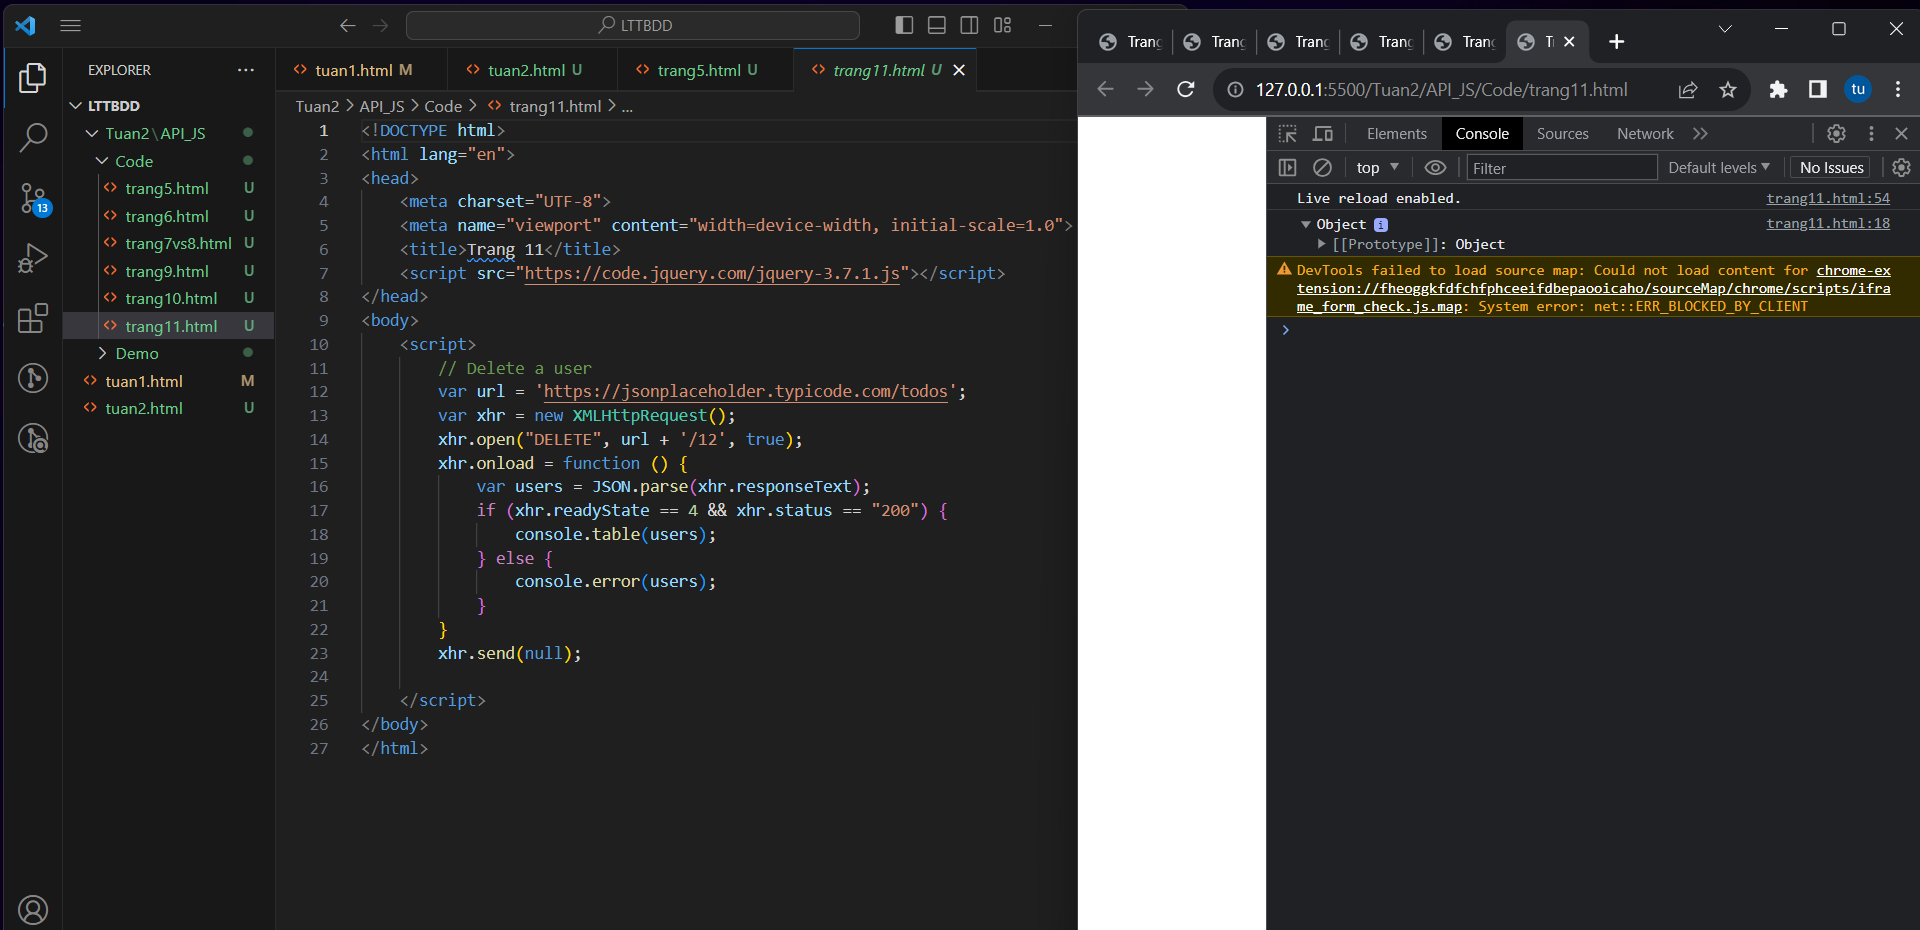 LTTBDD
EXPLORER
LTTBDD
Tuan2\API_JS
Code
trang5.html U
trang6.html U
trang7vs8.html U
trang9.html U
trang10.html U
trang11.html U
Demo
tuan1.html M
tuan2.html U
13
tuan1.html M
tuan2.html U
trang5.html U
trang11.html U
Tuan2 > API_JS > Code > trang11.html > ...
1 <!DOCTYPE html>
2 <html lang="en">
3 <head>
4 <meta charset="UTF-8">
5 <meta name="viewport" content="width=device-width, initial-scale=1.0">
6 <title>Trang 11</title>
7 <script src="https://code.jquery.com/jquery-3.7.1.js"></script>
8 </head>
9 <body>
10 <script>
11 // Delete a user
12 var url = 'https://jsonplaceholder.typicode.com/todos';
13 var xhr = new XMLHttpRequest();
14 xhr.open("DELETE", url + '/12', true);
15 xhr.onload = function () {
16 var users = JSON.parse(xhr.responseText);
17 if (xhr.readyState == 4 && xhr.status == "200") {
18 console.table(users);
19 } else {
20 console.error(users);
21 }
22 }
23 xhr.send(null);
24
25 </script>
26 </body>
27 </html>
Trang
Trang
Trang
Trang
Trang
T
127.0.0.1:5500/Tuan2/API_JS/Code/trang11.html
tu
Elements Console Sources Network
top Filter Default levels No Issues
Live reload enabled. trang11.html:54
Object i trang11.html:18
[[Prototype]]: Object
DevTools failed to load source map: Could not load content for chrome-ex
tension://fheoggkfdfchfphceeifdbepaooicaho/sourceMap/chrome/scripts/ifra
me_form_check.js.map: System error: net::ERR_BLOCKED_BY_CLIENT